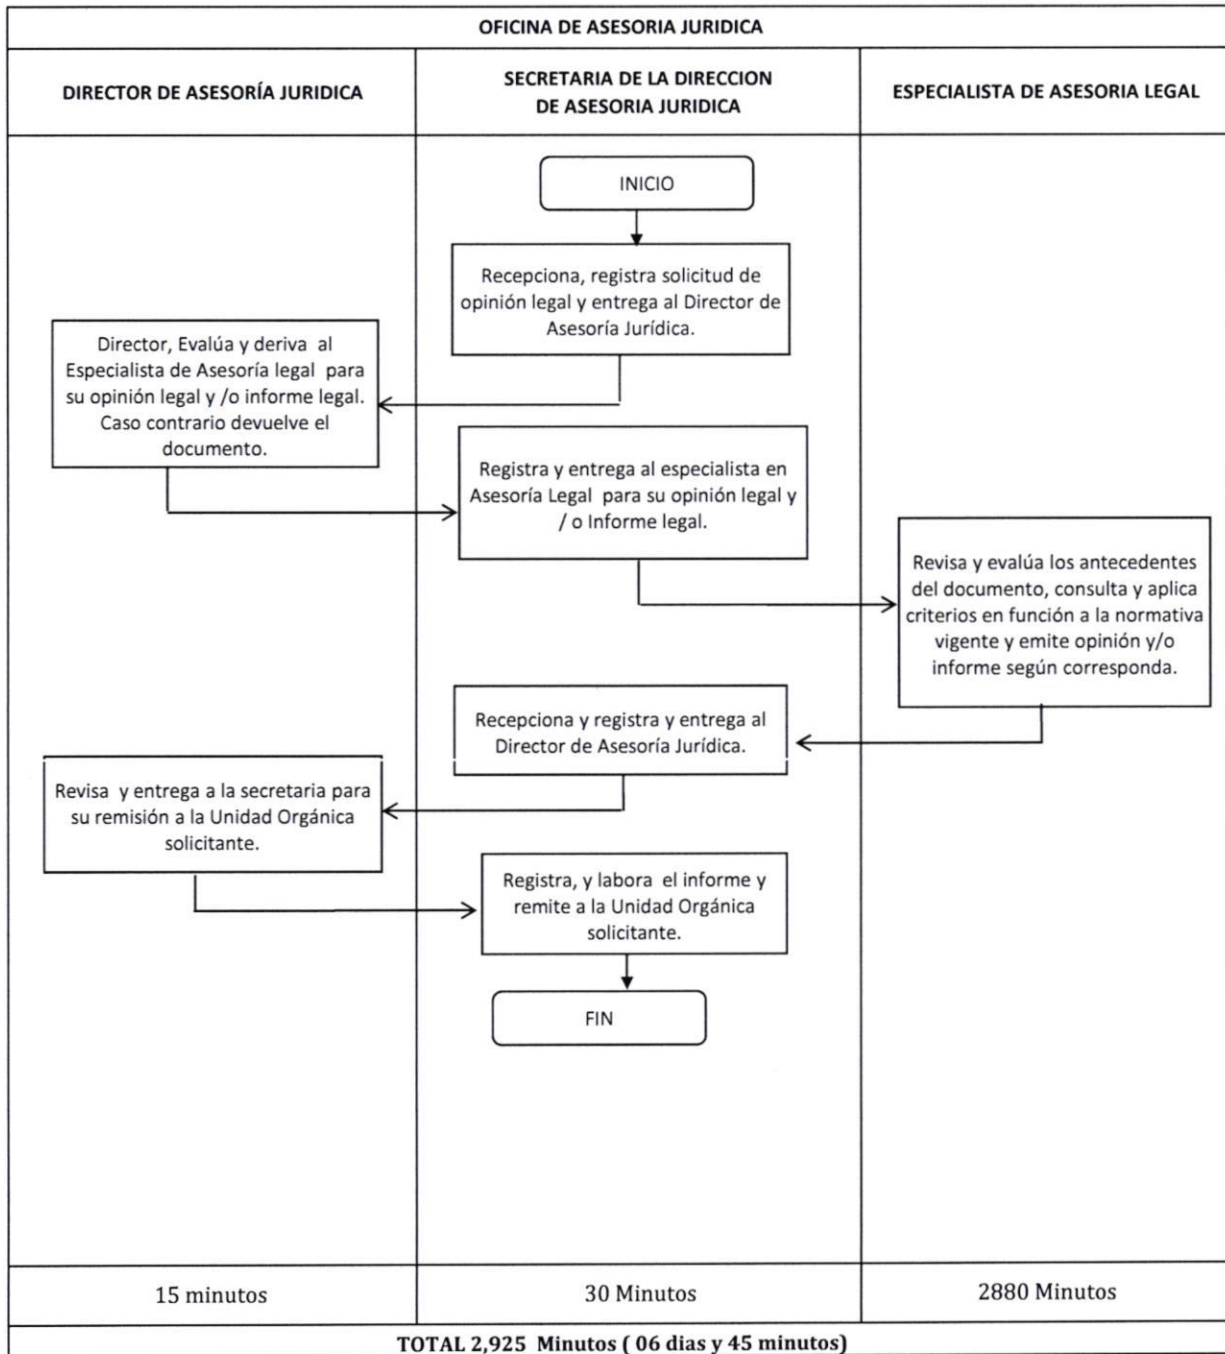 OFICINA DE ASESORIA JURIDICA
DIRECTOR DE ASESORÍA JURIDICA
SECRETARIA DE LA DIRECCION
DE ASESORIA JURIDICA
ESPECIALISTA DE ASESORIA LEGAL
INICIO
Recepciona, registra solicitud de
opinión legal y entrega al Director de
Asesoría Jurídica.
Director, Evalúa y deriva al
Especialista de Asesoría legal para
su opinión legal y /o informe legal.
Caso contrario devuelve el
documento.
Registra y entrega al especialista en
Asesoría Legal para su opinión legal y
/ o Informe legal.
Revisa y evalúa los antecedentes
del documento, consulta y aplica
criterios en función a la normativa
vigente y emite opinión y/o
informe según corresponda.
Recepciona y registra y entrega al
Director de Asesoría Jurídica.
Revisa y entrega a la secretaria para
su remisión a la Unidad Orgánica
solicitante.
Registra, y labora el informe y
remite a la Unidad Orgánica
solicitante.
FIN
15 minutos
30 Minutos
2880 Minutos
TOTAL 2,925 Minutos ( 06 dias y 45 minutos)